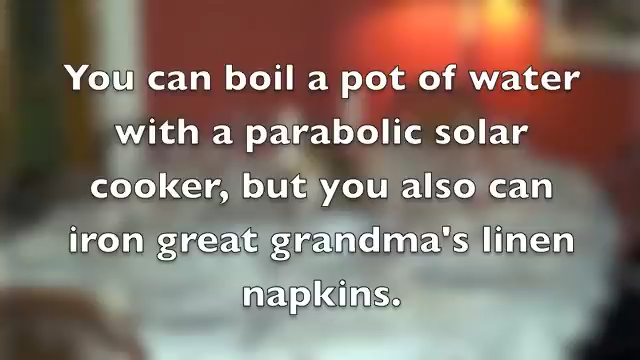 You can boil a pot of water
with a parabolic solar
cooker, but you also can
iron great grandma's linen
napkins.